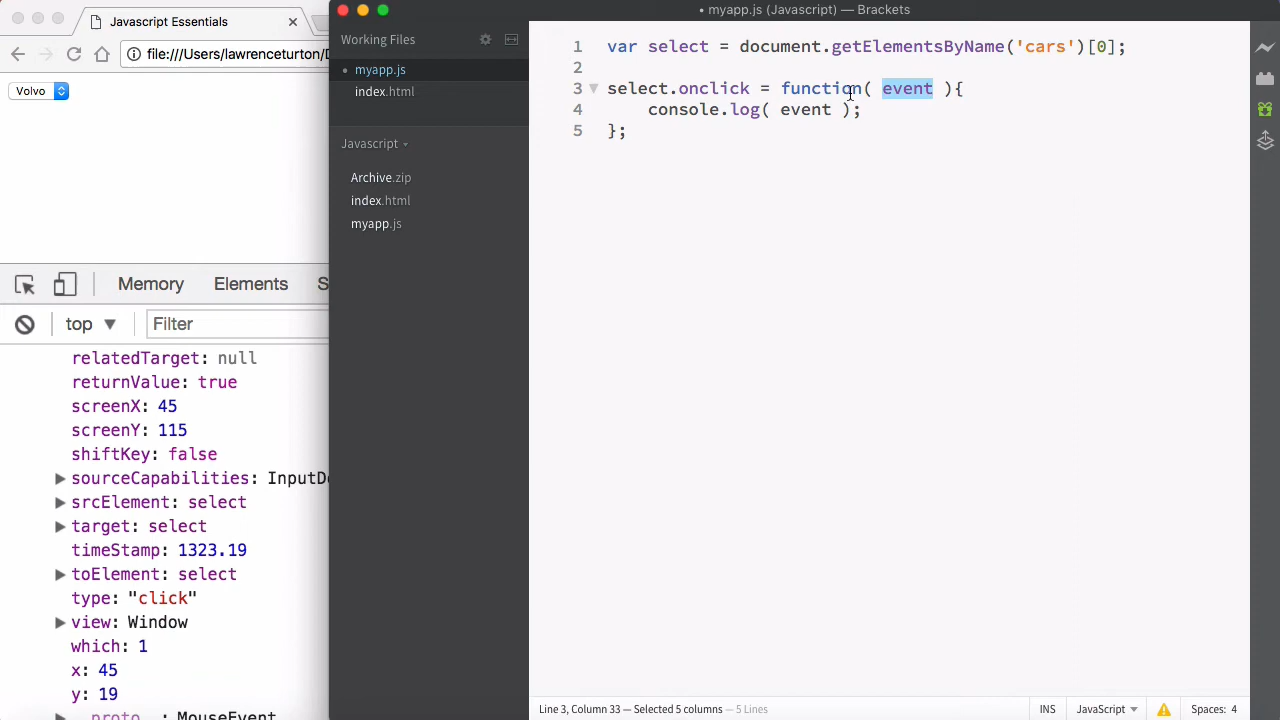 Javascript Essentials
file:///Users/lawrenceturton/D
Volvo
Memory
Elements
S
top
Filter
relatedTarget: null
returnValue: true
screenX: 45
screenY: 115
shiftKey: false
sourceCapabilities: InputDe
srcElement: select
target: select
timeStamp: 1323.19
toElement: select
type: "click"
view: Window
which: 1
x: 45
y: 19
__proto__: MouseEvent
• myapp.js (Javascript) — Brackets
Working Files
• myapp.js
index.html
Javascript
Archive.zip
index.html
myapp.js
1 var select = document.getElementsByName('cars')[0];
2
3 select.onclick = function( event ){
4 console.log( event );
5 };
Line 3, Column 33 — Selected 5 columns — 5 Lines
INS
JavaScript
Spaces: 4